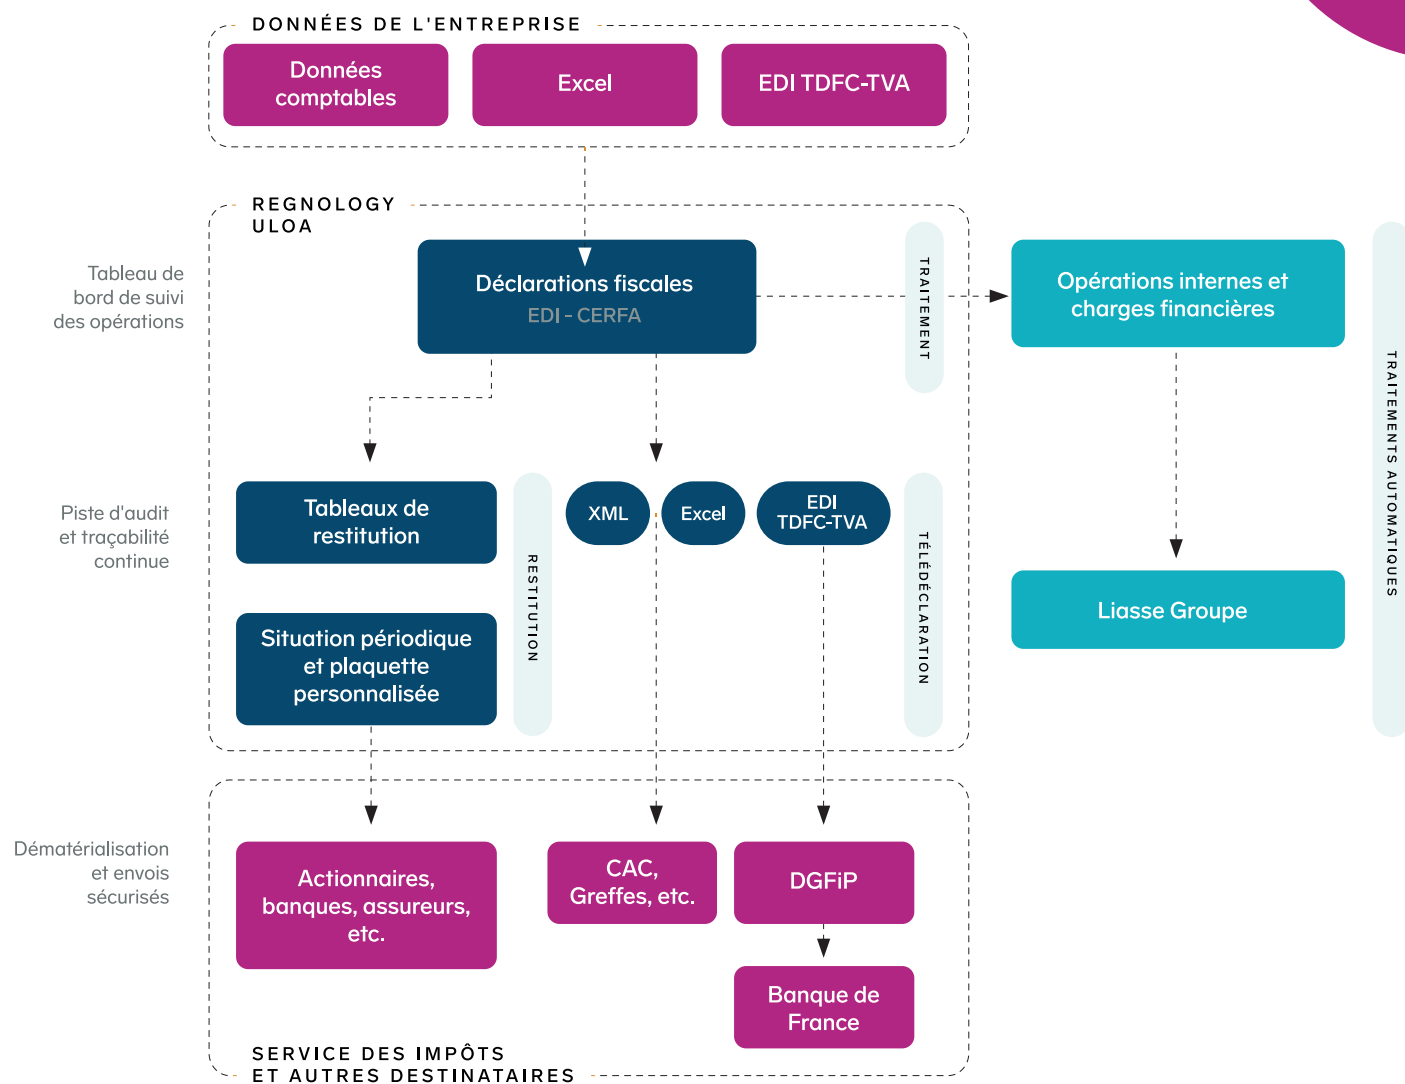 DONNÉES DE L'ENTREPRISE
Données
comptables
Excel
EDI TDFC-TVA
REGNOLOGY
ULOA
Tableau de
bord de suivi
des opérations
Déclarations fiscales
EDI - CERFA
TRAITEMENT
Opérations internes et
charges financières
TRAITEMENTS AUTOMATIQUES
Piste d'audit
et traçabilité
continue
Tableaux de
restitution
RESTITUTION
XML
Excel
EDI
TDFC-TVA
TÉLÉDÉCLARATION
Liasse Groupe
Situation périodique
et plaquette
personnalisée
Dématérialisation
et envois
sécurisés
Actionnaires,
banques, assureurs,
etc.
CAC,
Greffes, etc.
DGFiP
Banque de
France
SERVICE DES IMPÔTS
ET AUTRES DESTINATAIRES